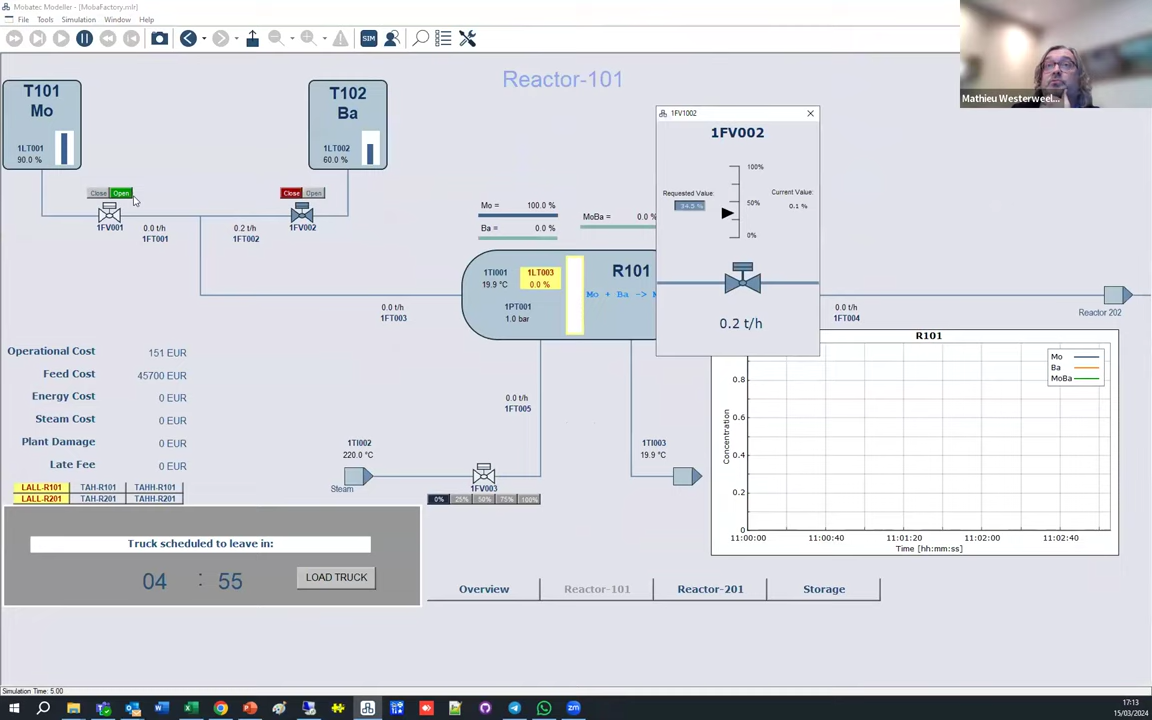 Mobatec Modeller - [MobaFactory.mlr]
File Tools Simulation Window Help
SIM
Mathieu Westerweel...
Reactor-101
T101
Mo
1LT001
90.0 %
T102
Ba
1LT002
60.0 %
Close Open
Close Open
1FV001
0.0 t/h
1FT001
0.2 t/h
1FT002
1FV002
Mo = 100.0 %
Ba = 0.0 %
MoBa = 0.0 %
1FV1002
1FV002
100%
Requested Value:
Current Value:
34.5 %
50%
0.1 %
0%
0.2 t/h
1TI001
19.9 °C
1LT003
0.0 %
R101
Mo + Ba ->
1PT001
1.0 bar
0.0 t/h
1FT003
0.0 t/h
1FT004
Reactor 202
Operational Cost 151 EUR
Feed Cost 45700 EUR
Energy Cost 0 EUR
Steam Cost 0 EUR
Plant Damage 0 EUR
Late Fee 0 EUR
LALL-R101 TAH-R101 TAHH-R101
LALL-R201 TAH-R201 TAHH-R201
0.0 t/h
1FT005
1TI002
220.0 °C
Steam
1FV003
0% 25% 50% 75% 100%
1TI003
19.9 °C
R101
Mo
Ba
MoBa
Concentration
0.8
0.6
0.4
0.2
0
11:00:00 11:00:40 11:01:20 11:02:00 11:02:40
Time [hh:mm:ss]
Truck scheduled to leave in:
04 : 55
LOAD TRUCK
Overview Reactor-101 Reactor-201 Storage
Simulation Time: 5.00
17:13
15/03/2024